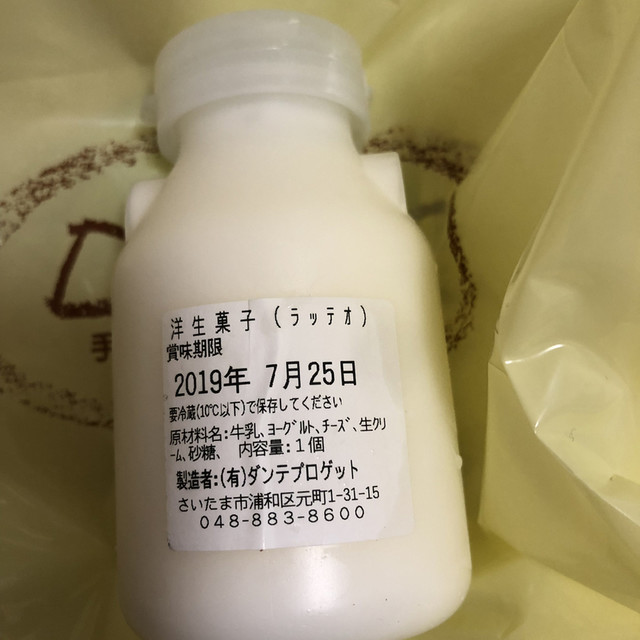 洋生菓子(ラッテオ)
賞味期限
2019年 7月25日
要冷蔵(10℃以下)で保存してください
原材料名:牛乳、ヨーグルト、チーズ、生クリ
ーム、砂糖、 内容量:1個
製造者:(有)ダンテプロゲット
さいたま市浦和区元町1-31-15
048-883-8600
D
手